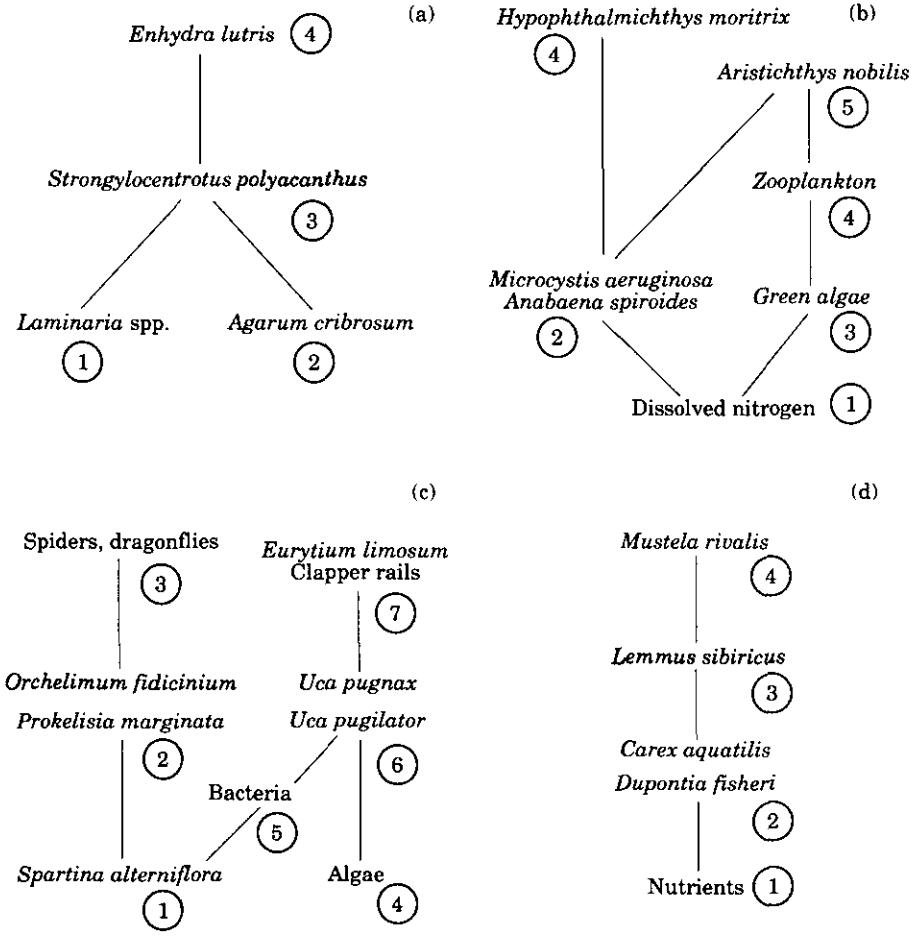 (a)
Enhydra lutris 4
Strongylocentrotus polyacanthus
3
Laminaria spp.
1
Agarum cribrosum
2
(b)
Hypophthalmichthys moritrix
4
Aristichthys nobilis
5
Zooplankton
4
Microcystis aeruginosa
Anabaena spiroides
2
Green algae
3
Dissolved nitrogen 1
(c)
Spiders, dragonflies
3
Eurytium limosum
Clapper rails
7
Orchelimum fidicinium
Prokelisia marginata
2
Uca pugnax
Uca pugilator
6
Bacteria
5
Spartina alterniflora
1
Algae
4
(d)
Mustela rivalis
4
Lemmus sibiricus
3
Carex aquatilis
Dupontia fisheri
2
Nutrients 1